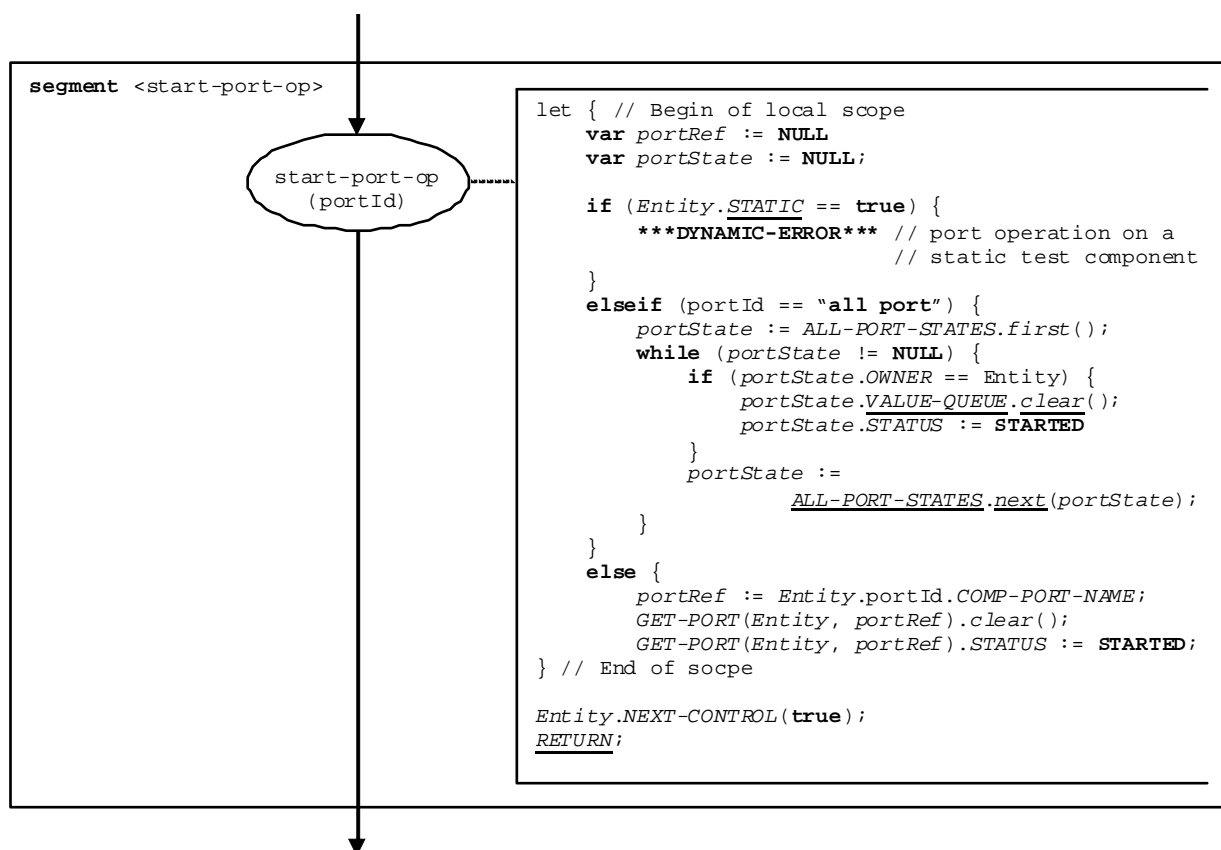 segment <start-port-op>
start-port-op
(portId)
let { // Begin of local scope
var portRef := NULL
var portState := NULL;
if (Entity.STATIC == true) {
***DYNAMIC-ERROR*** // port operation on a
// static test component
}
elseif (portId == “all port”) {
portState := ALL-PORT-STATES.first();
while (portState != NULL) {
if (portState.OWNER == Entity) {
portState.VALUE-QUEUE.clear();
portState.STATUS := STARTED
}
portState :=
ALL-PORT-STATES.next(portState);
}
}
else {
portRef := Entity.portId.COMP-PORT-NAME;
GET-PORT(Entity, portRef).clear();
GET-PORT(Entity, portRef).STATUS := STARTED;
} // End of socpe
Entity.NEXT-CONTROL(true);
RETURN;